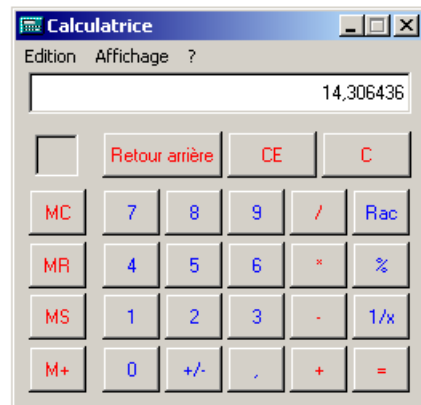 Calculatrice
Edition Affichage ?
14,306436
Retour arrière CE C
MC 7 8 9 / Rac
MR 4 5 6 * %
MS 1 2 3 - 1/x
M+ 0 +/- , + =